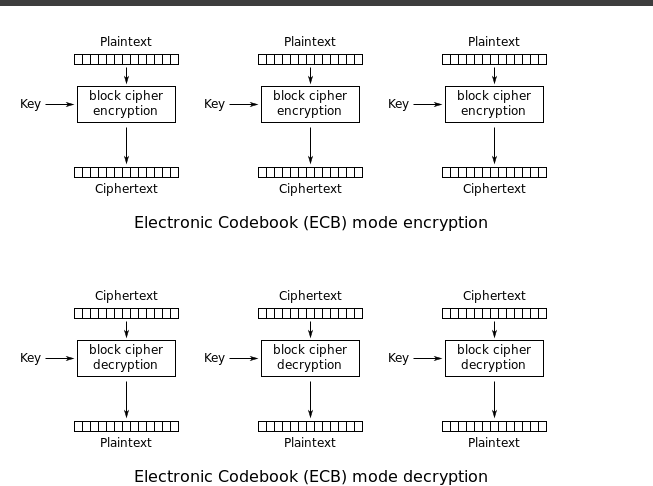 Plaintext Plaintext Plaintext
Key block cipher encryption Key block cipher encryption Key block cipher encryption
Ciphertext Ciphertext Ciphertext
Electronic Codebook (ECB) mode encryption
Ciphertext Ciphertext Ciphertext
Key block cipher decryption Key block cipher decryption Key block cipher decryption
Plaintext Plaintext Plaintext
Electronic Codebook (ECB) mode decryption